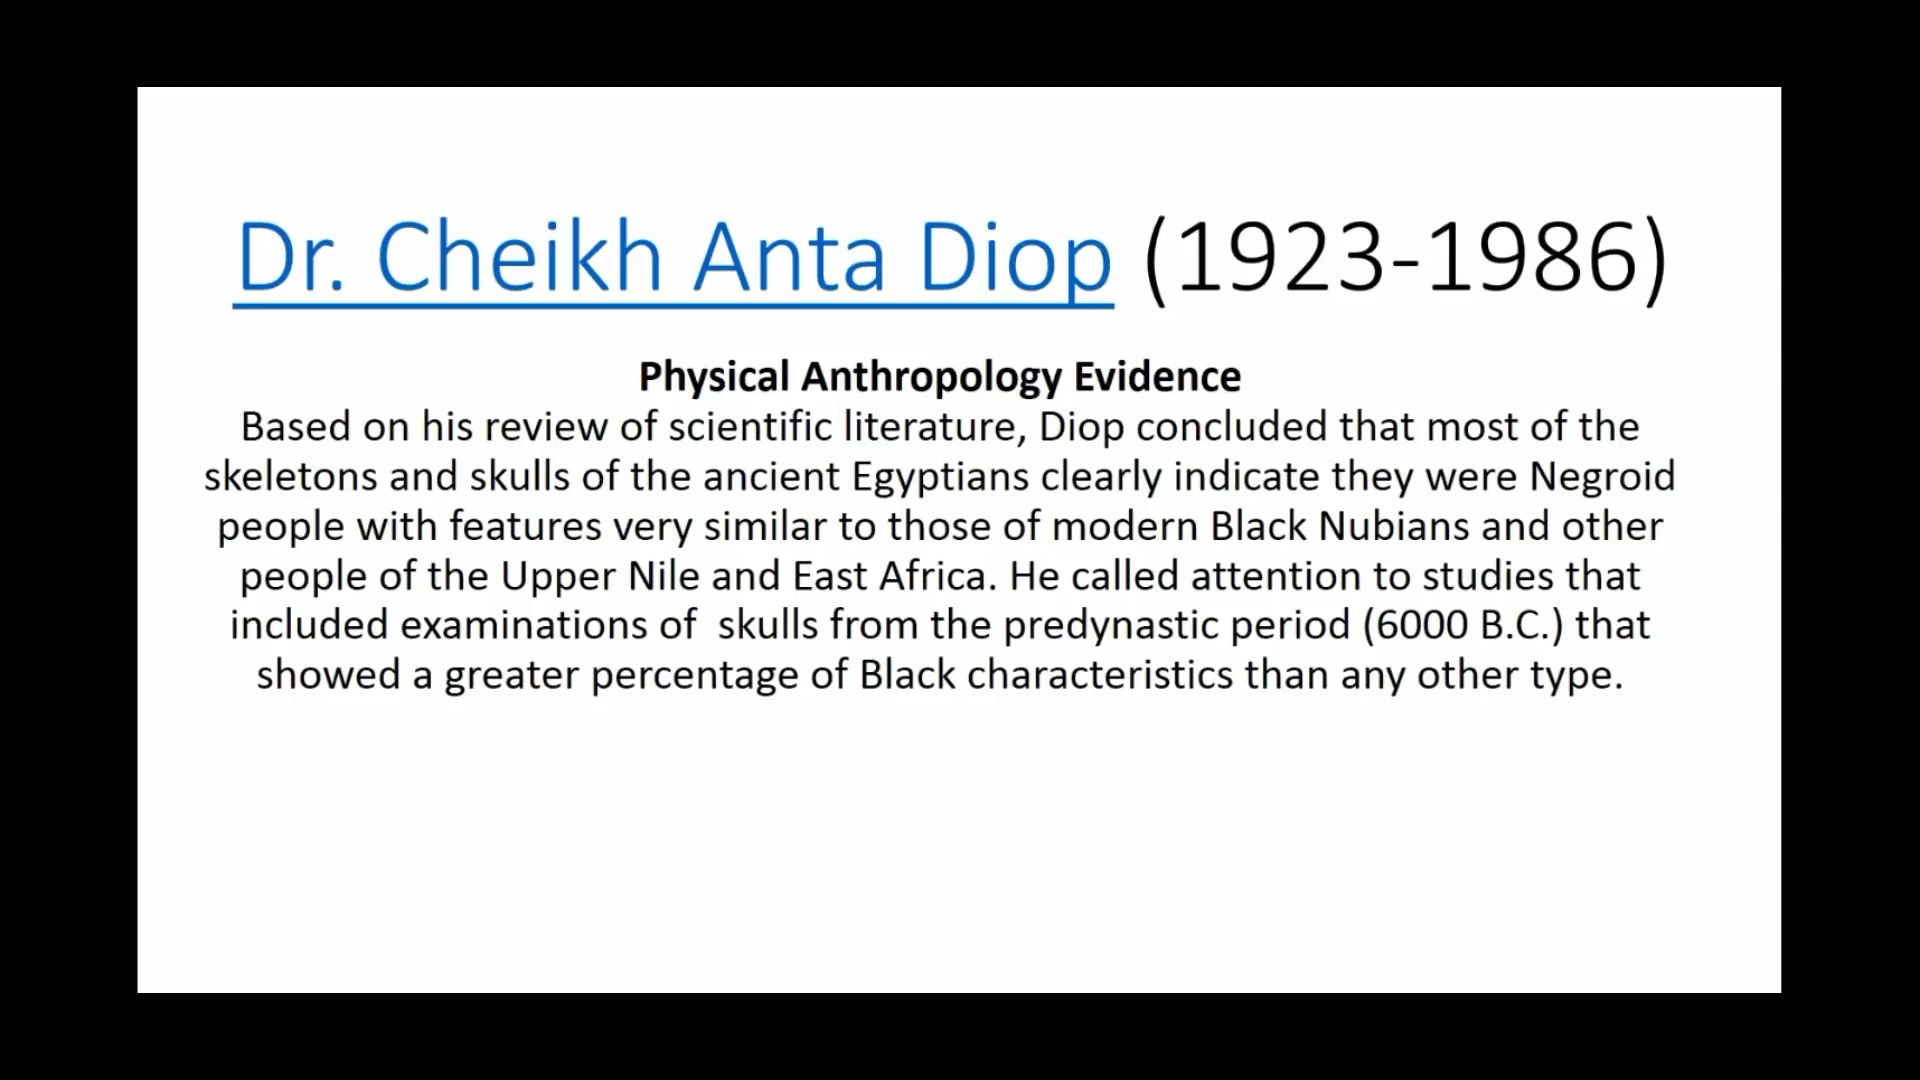 Dr. Cheikh Anta Diop (1923-1986)
Physical Anthropology Evidence
Based on his review of scientific literature, Diop concluded that most of the
skeletons and skulls of the ancient Egyptians clearly indicate they were Negroid
people with features very similar to those of modern Black Nubians and other
people of the Upper Nile and East Africa. He called attention to studies that
included examinations of  skulls from the predynastic period (6000 B.C.) that
showed a greater percentage of Black characteristics than any other type.